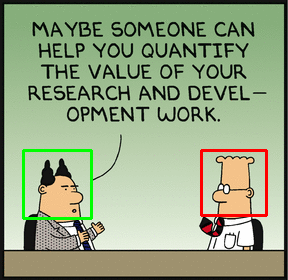 MAYBE SOMEONE CAN
HELP YOU QUANTIFY
THE VALUE OF YOUR
RESEARCH AND DEVEL-
OPMENT WORK.